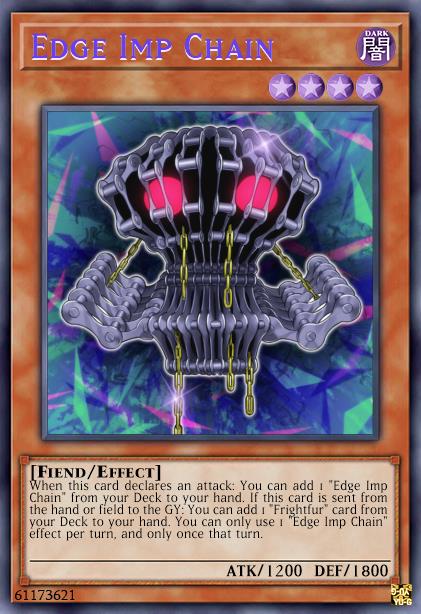 Edge Imp Chain
DARK
闇
[Fiend/Effect]
When this card declares an attack: You can add 1 "Edge Imp
Chain" from your Deck to your hand. If this card is sent from
the hand or field to the GY: You can add 1 "Frightfur" card from
your Deck to your hand. You can only use 1 "Edge Imp Chain"
effect per turn, and only once that turn.
ATK/1200 DEF/1800
61173621